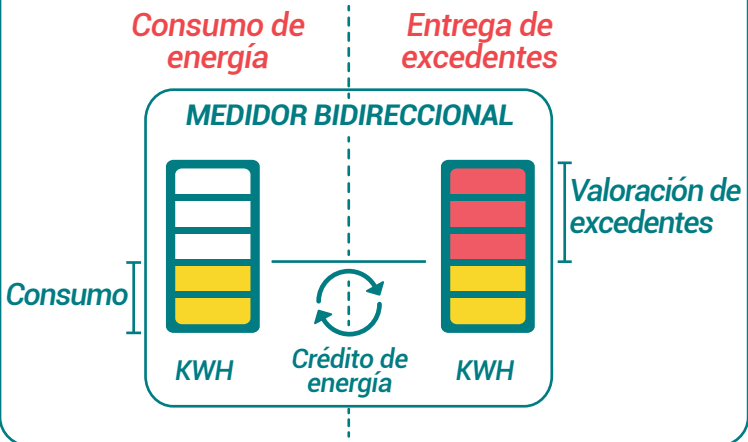 Consumo de
energía
Entrega de
excedentes
MEDIDOR BIDIRECCIONAL
Valoración de
excedentes
Consumo
KWH
Crédito de
energía
KWH